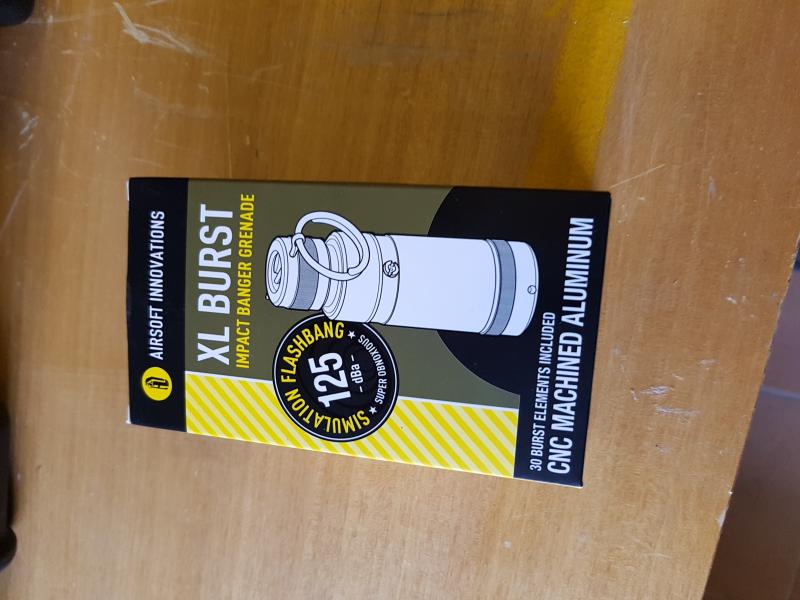 AIRSOFT INNOVATIONS
XL BURST
IMPACT BANGER GRENADE
SIMULATION FLASHBANG
125
- dBa -
★ SUPER OBNOXIOUS ★
30 BURST ELEMENTS INCLUDED
CNC MACHINED ALUMINUM